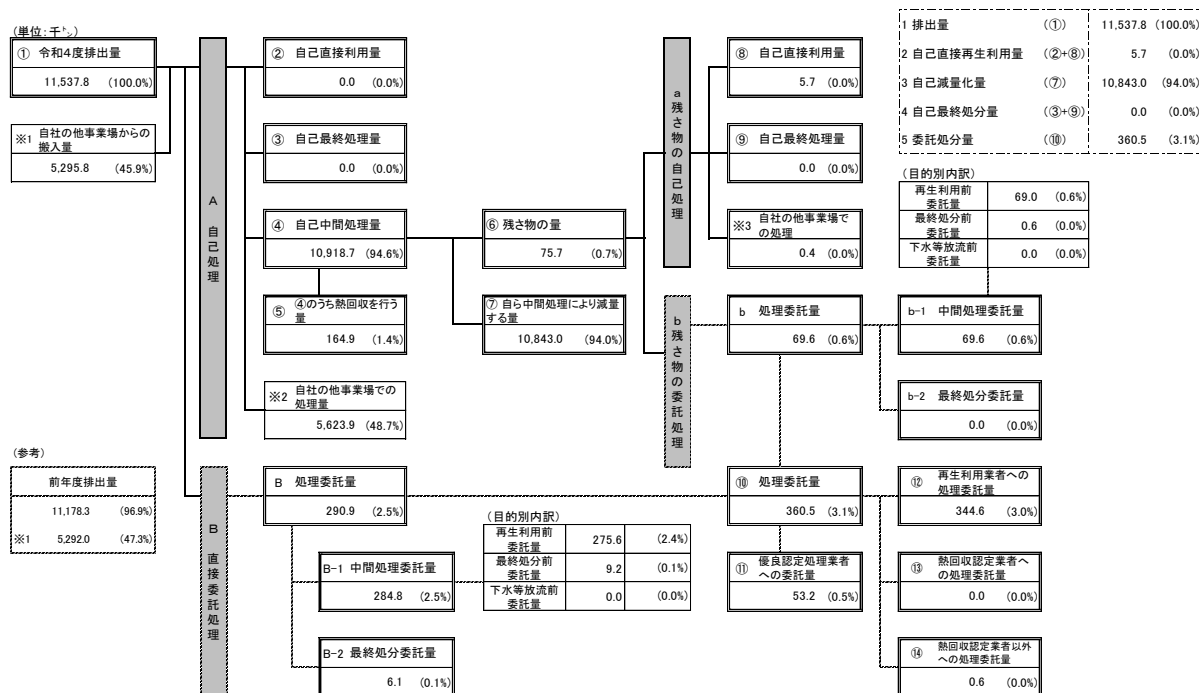 (単位:千㌧)
① 令和4度排出量
11,537.8 (100.0%)
※1 自社の他事業場からの
搬入量
5,295.8 (45.9%)
A 自己処理
② 自己直接利用量
0.0 (0.0%)
③ 自己最終処理量
0.0 (0.0%)
④ 自己中間処理量
10,918.7 (94.6%)
⑤ ④のうち熱回収を行う
量
164.9 (1.4%)
※2 自社の他事業場での
処理量
5,623.9 (48.7%)
⑥ 残さ物の量
75.7 (0.7%)
⑦ 自ら中間処理により減量
する量
10,843.0 (94.0%)
a 残さ物の自己処理
⑧ 自己直接利用量
5.7 (0.0%)
⑨ 自己最終処理量
0.0 (0.0%)
※3 自社の他事業場で
の処理
0.4 (0.0%)
1 排出量 (①) 11,537.8 (100.0%)
2 自己直接再生利用量 (②+⑧) 5.7 (0.0%)
3 自己減量化量 (⑦) 10,843.0 (94.0%)
4 自己最終処分量 (③+⑨) 0.0 (0.0%)
5 委託処分量 (⑩) 360.5 (3.1%)
(目的別内訳)
再生利用前
委託量 69.0 (0.6%)
最終処分前
委託量 0.6 (0.0%)
下水等放流前
委託量 0.0 (0.0%)
b 残さ物の委託処理
b 処理委託量
69.6 (0.6%)
b-1 中間処理委託量
69.6 (0.6%)
b-2 最終処分委託量
0.0 (0.0%)
(参考)
前年度排出量
11,178.3 (96.9%)
※1 5,292.0 (47.3%)
B 直接委託処理
B 処理委託量
290.9 (2.5%)
B-1 中間処理委託量
284.8 (2.5%)
B-2 最終処分委託量
6.1 (0.1%)
(目的別内訳)
再生利用前
委託量 275.6 (2.4%)
最終処分前
委託量 9.2 (0.1%)
下水等放流前
委託量 0.0 (0.0%)
⑩ 処理委託量
360.5 (3.1%)
⑪ 優良認定処理業者
への委託量
53.2 (0.5%)
⑫ 再生利用業者への
処理委託量
344.6 (3.0%)
⑬ 熱回収認定業者へ
の処理委託量
0.0 (0.0%)
⑭ 熱回収認定業者以外
への処理委託量
0.6 (0.0%)